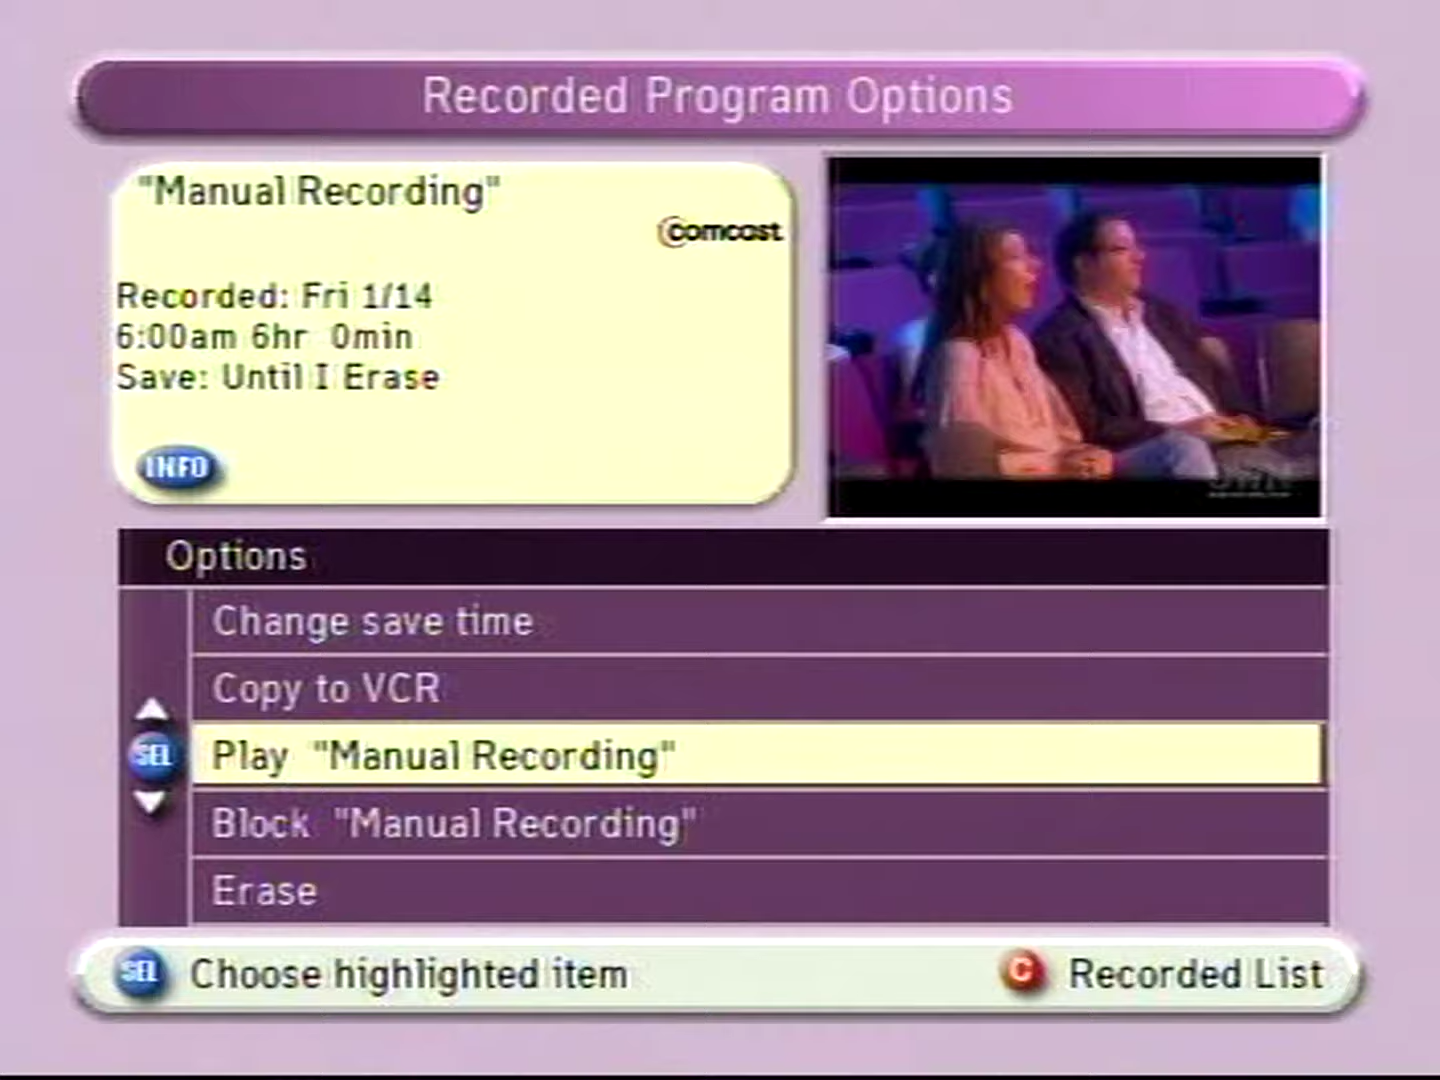 Recorded Program Options
"Manual Recording"
comcast
Recorded: Fri 1/14
6:00am 6hr 0min
Save: Until I Erase
INFO
OWN
Options
Change save time
Copy to VCR
SEL
Play "Manual Recording"
Block "Manual Recording"
Erase
SEL Choose highlighted item
C Recorded List